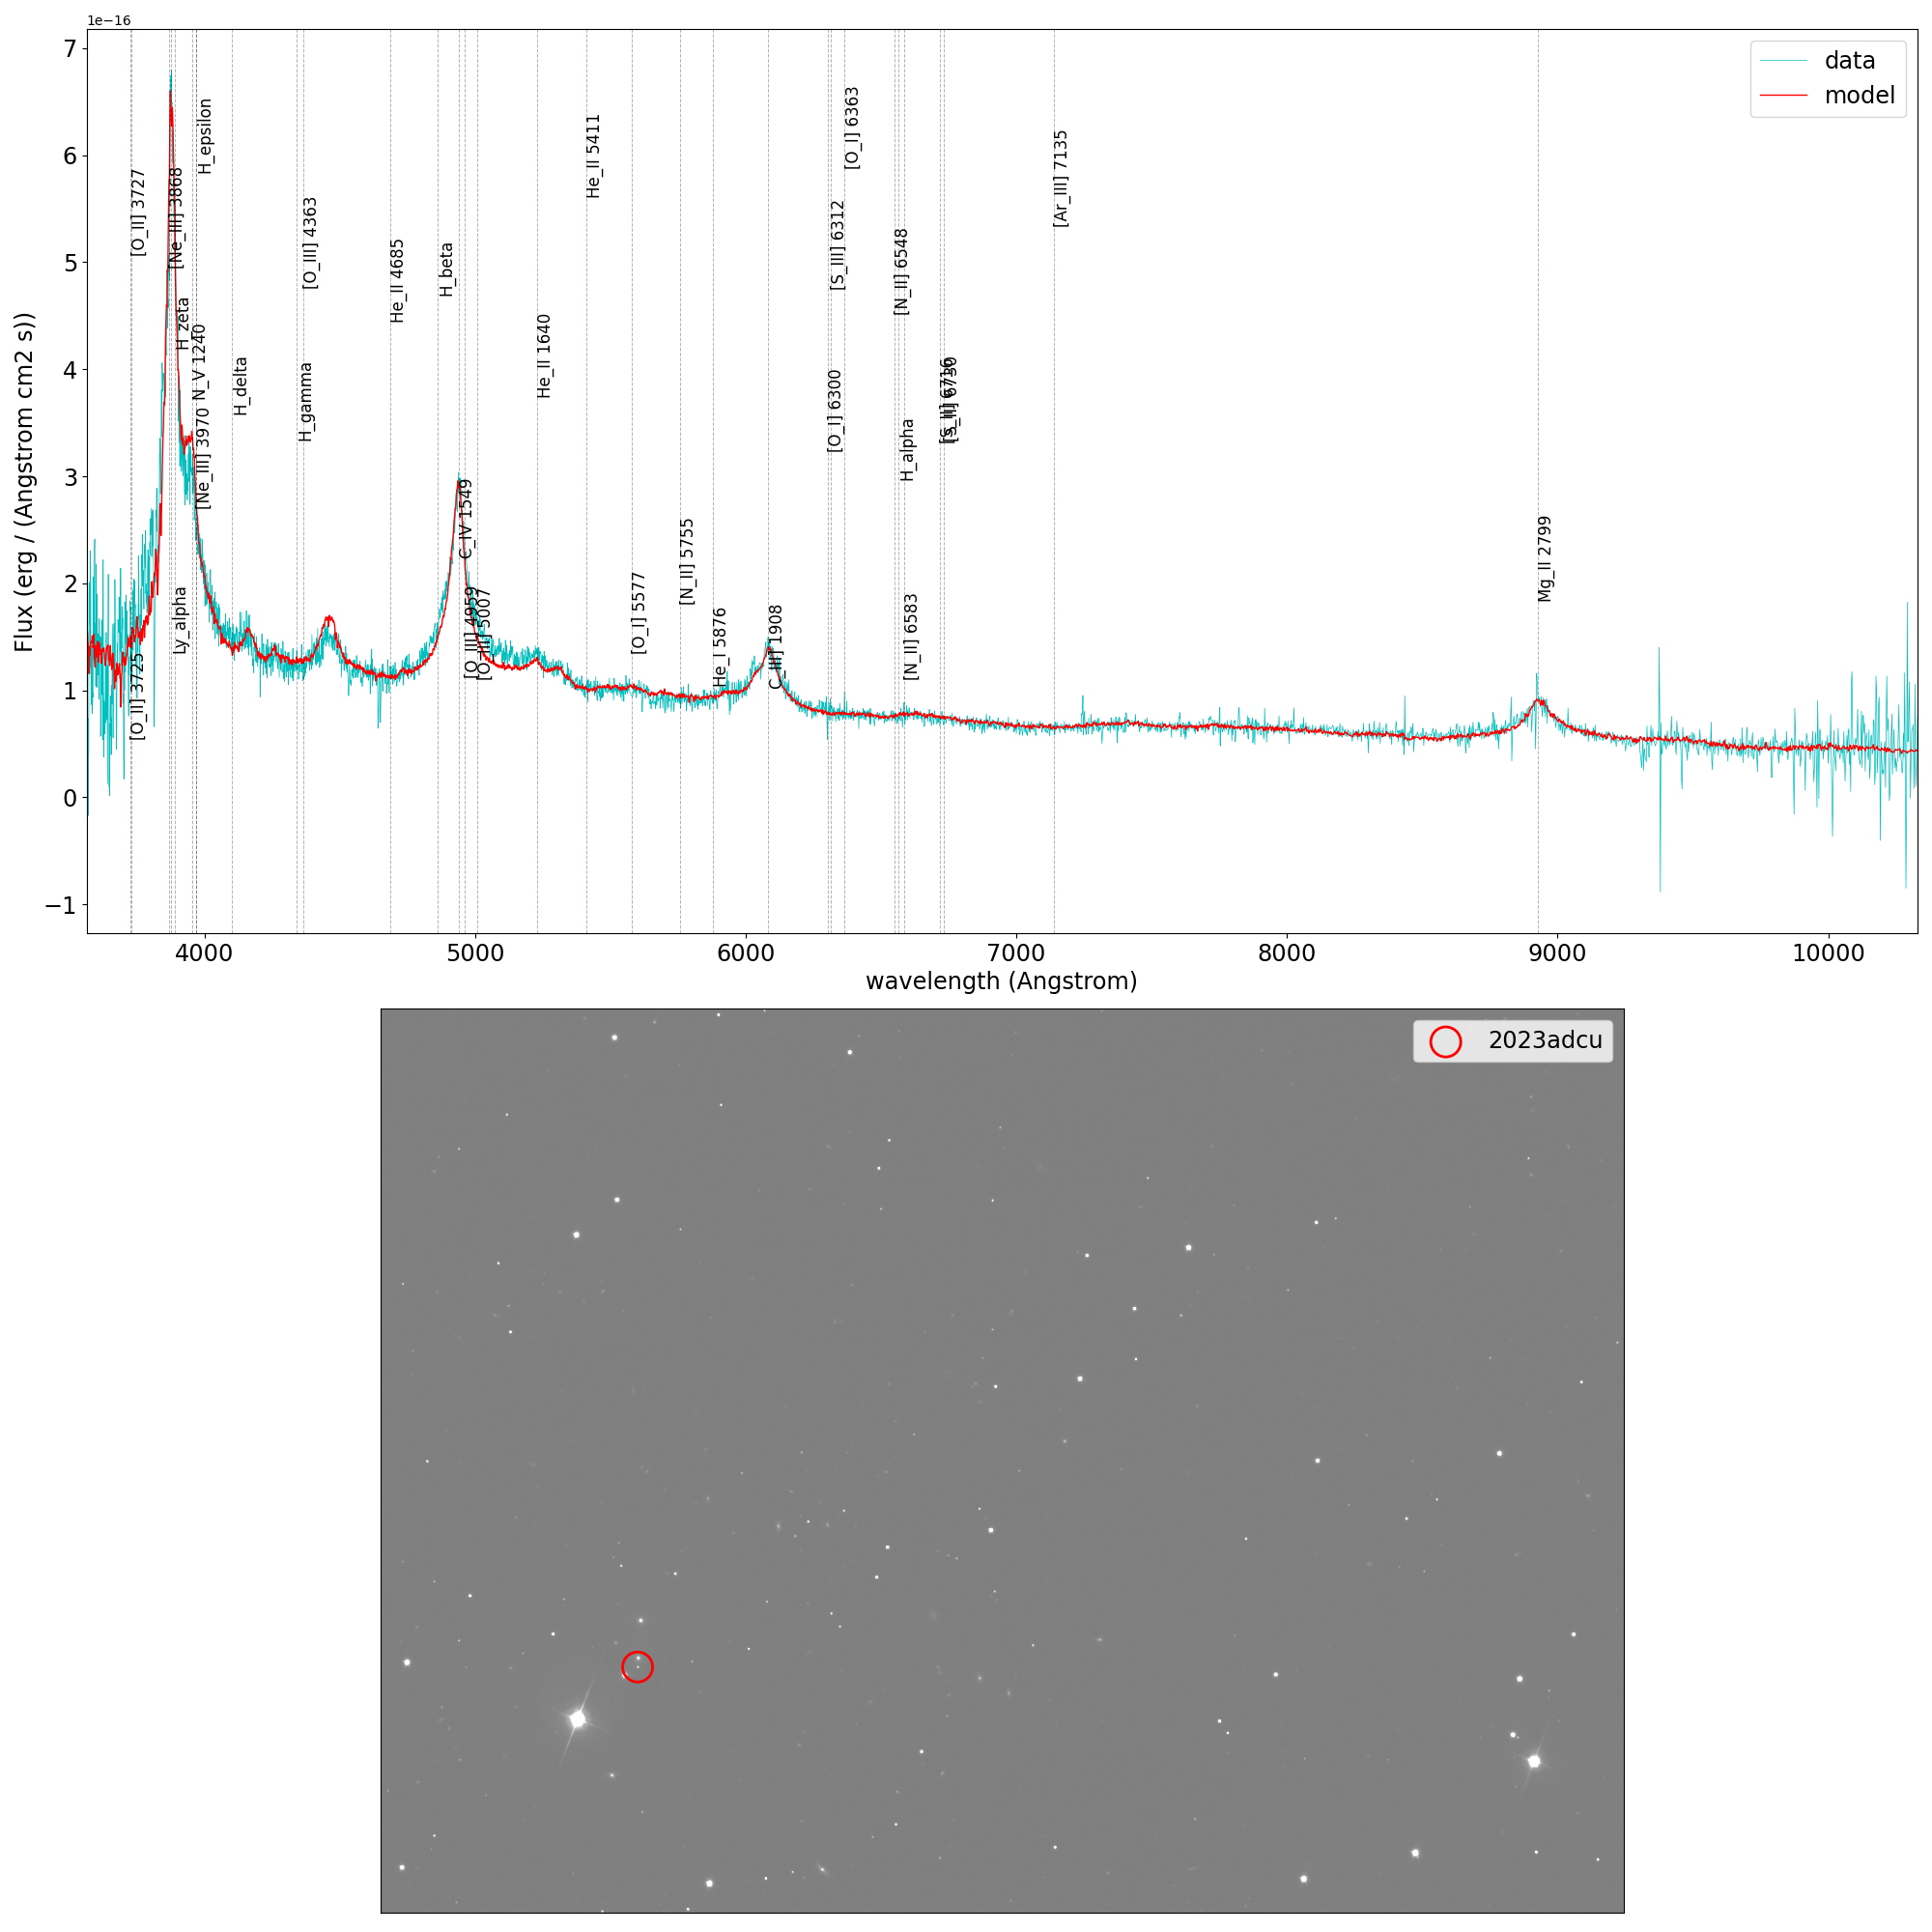 1e−16
data
model
Flux (erg / (Angstrom cm2 s))
7
6
5
4
3
2
1
0
−1
[O_II] 3725
[O_II] 3727
Ly_alpha
[Ne_III] 3868
H_zeta
N_V 1240
[Ne_III] 3970
H_epsilon
H_delta
H_gamma
[O_III] 4363
He_II 4685
H_beta
C_IV 1549
[O_III] 4959
[O_III] 5007
He_II 1640
He_II 5411
[O_I] 5577
[N_II] 5755
He_I 5876
C_III] 1908
[O_I] 6300
[S_III] 6312
[O_I] 6363
[N_II] 6548
H_alpha
[N_II] 6583
[S_II] 6716
[S_II] 6730
[Ar_III] 7135
Mg_II 2799
4000 5000 6000 7000 8000 9000 10000
wavelength (Angstrom)
2023adcu